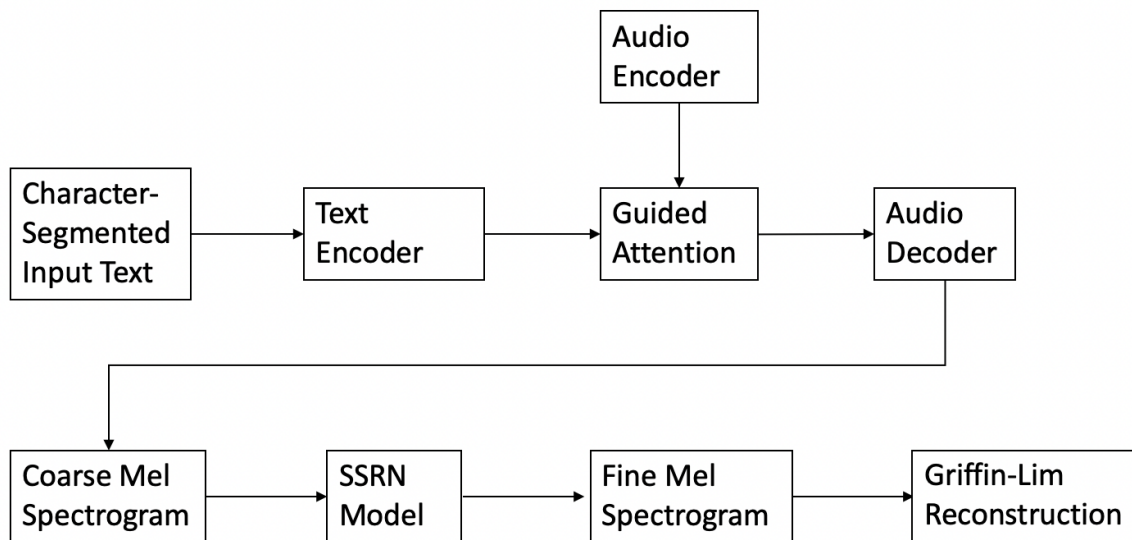 Audio
Encoder
Character-
Segmented
Input Text
Text
Encoder
Guided
Attention
Audio
Decoder
Coarse Mel
Spectrogram
SSRN
Model
Fine Mel
Spectrogram
Griffin-Lim
Reconstruction